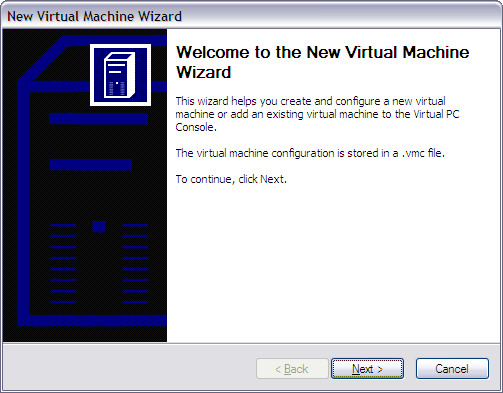 New Virtual Machine Wizard
Welcome to the New Virtual Machine
Wizard
This wizard helps you create and configure a new virtual
machine or add an existing virtual machine to the Virtual PC
Console.
The virtual machine configuration is stored in a .vmc file.
To continue, click Next.
< Back
Next >
Cancel